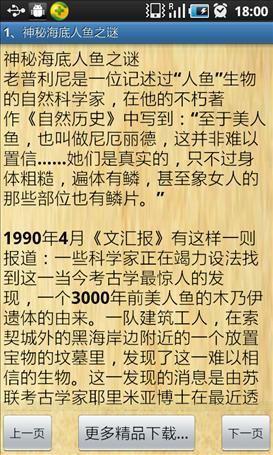 18:00
1、神秘海底人鱼之谜
神秘海底人鱼之谜
老普利尼是一位记述过“人鱼”生物
的自然科学家，在他的不朽著
作《自然历史》中写到：“至于美人
鱼，也叫做尼厄丽德，这并非难以
置信……她们是真实的，只不过身
体粗糙，遍体有鳞，甚至象女人的
那些部位也有鳞片。”
1990年4月《文汇报》有这样一则
报道：一些科学家正在竭力设法找
到这一当今考古学最惊人的发
现，一个3000年前美人鱼的木乃伊
遗体的由来。一队建筑工人，在索
契城外的黑海岸边附近的一个放置
宝物的坟墓里，发现了这一难以相
信的生物。这一发现的消息是由苏
联考古学家耶里米亚博士在最近透
上一页 更多精品下载... 下一页